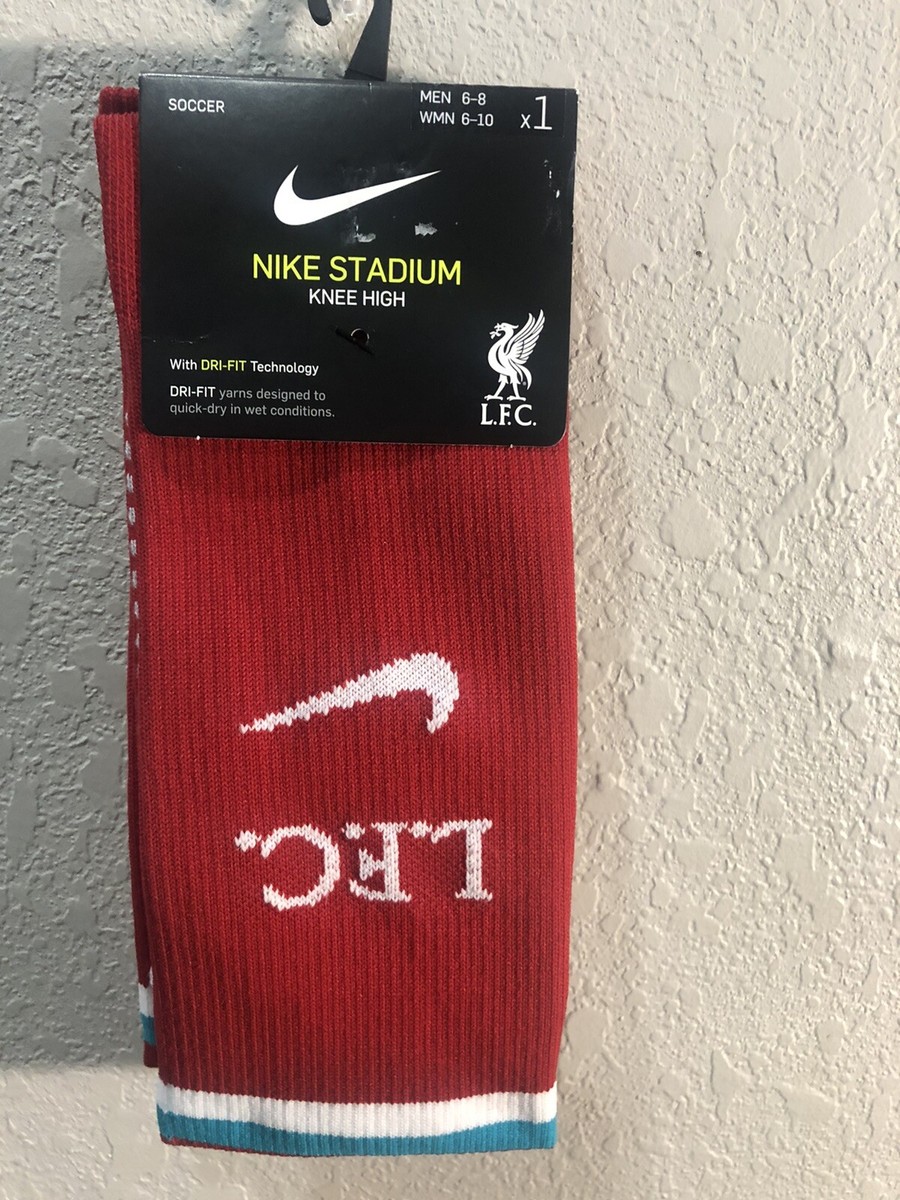 SOCCER
MEN 6-8
WMN 6-10
x1
NIKE STADIUM
KNEE HIGH
With DRI-FIT Technology
DRI-FIT yarns designed to
quick-dry in wet conditions.
L.F.C.
L.F.C.